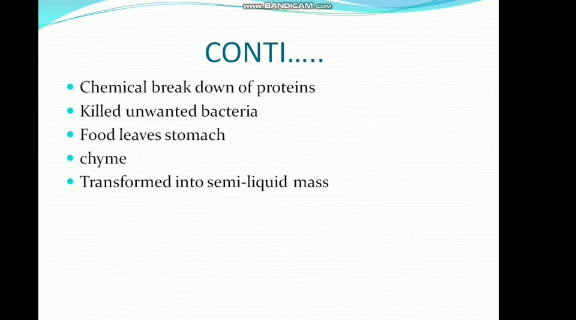 www.BANDICAM.com
CONTI.....
Chemical break down of proteins
Killed unwanted bacteria
Food leaves stomach
chyme
Transformed into semi-liquid mass